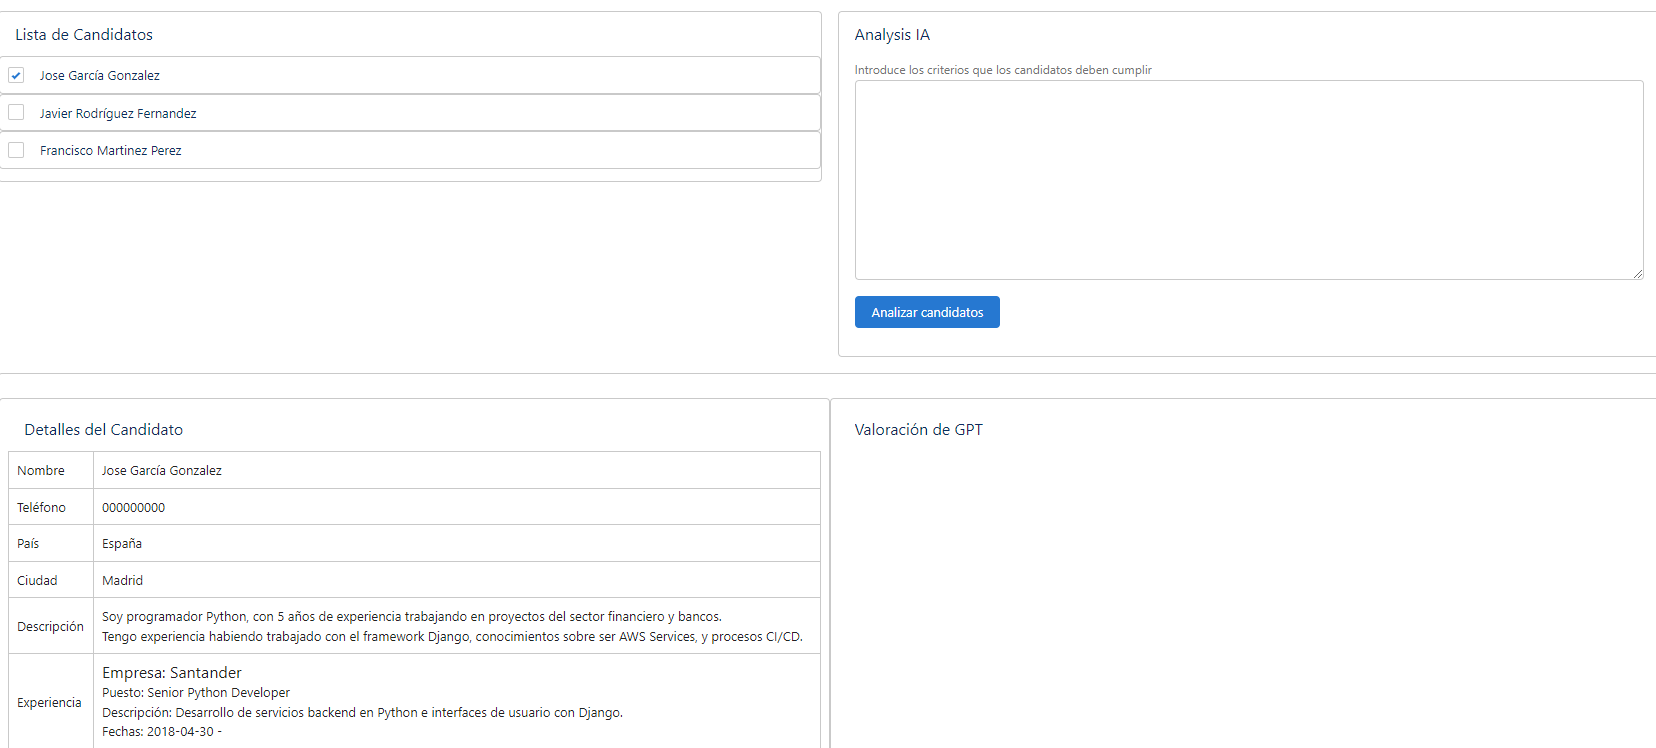 Lista de Candidatos
Jose García Gonzalez
Javier Rodríguez Fernandez
Francisco Martinez Perez
Analysis IA
Introduce los criterios que los candidatos deben cumplir
Analizar candidatos
Detalles del Candidato
Nombre Jose García Gonzalez
Teléfono 000000000
País España
Ciudad Madrid
Descripción
Soy programador Python, con 5 años de experiencia trabajando en proyectos del sector financiero y bancos.
Tengo experiencia habiendo trabajado con el framework Django, conocimientos sobre ser AWS Services, y procesos CI/CD.
Experiencia
Empresa: Santander
Puesto: Senior Python Developer
Descripción: Desarrollo de servicios backend en Python e interfaces de usuario con Django.
Fechas: 2018-04-30 -
Valoración de GPT